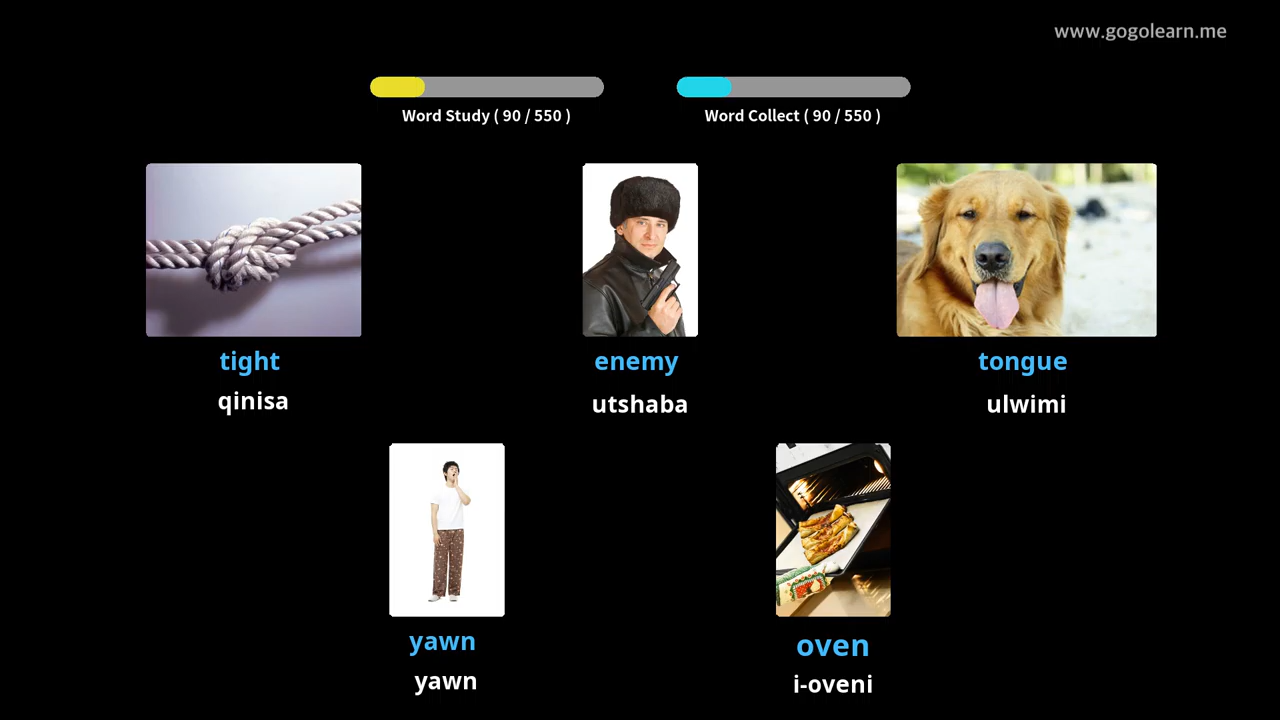 www.gogolearn.me
Word Study ( 90 / 550 )
Word Collect ( 90 / 550 )
tight
qinisa
enemy
utshaba
tongue
ulwimi
yawn
yawn
oven
i-oveni